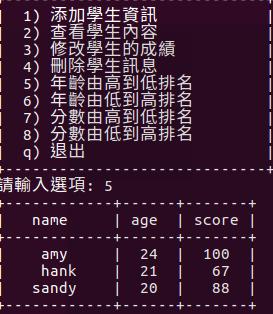 +-------------------------------+
| 1) 添加學生資訊 |
| 2) 查看學生內容
| 3) 修改學生的成績
| 4) 刪除學生訊息
| 5) 年齡由高到低排名
| 6) 年齡由低到高排名
| 7) 分數由高到低排名
| 8) 分數由低到高排名
| q) 退出 |
+-------------------------------+
請輸入選項: 5
+------------+-------+-------+
| name | age | score |
+------------+-------+-------+
| amy | 24 | 100 |
| hank | 21 | 67 |
| sandy | 20 | 88 |
+------------+-------+-------+